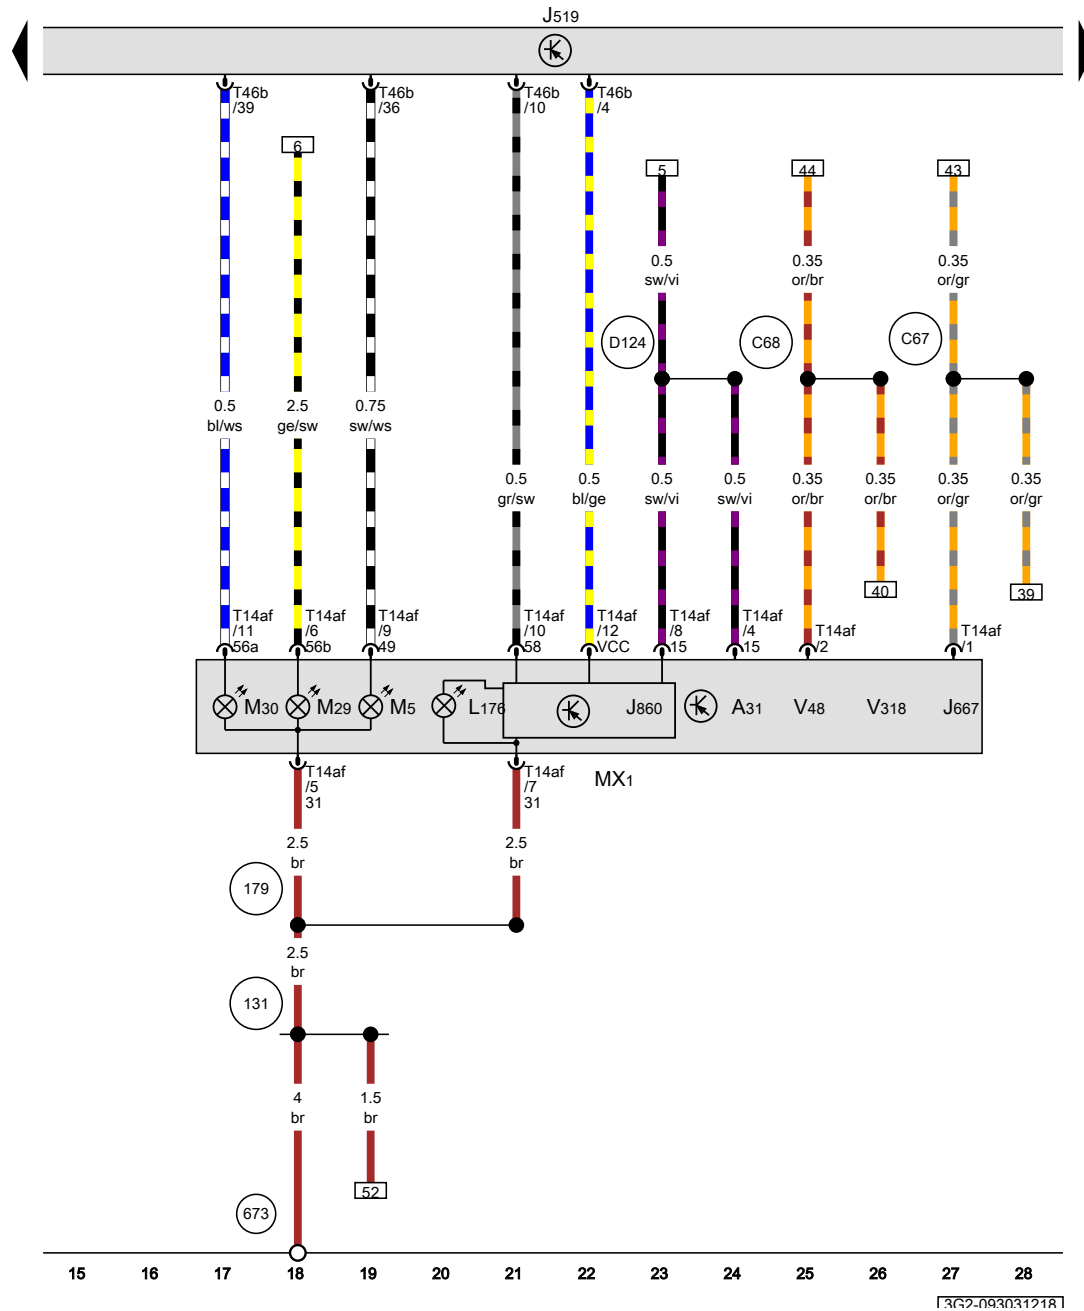 J519
T46b T46b T46b T46b
/39 /36 /10 /4
6
5 44 43
0.5 0.35 0.35
sw/vi or/br or/gr
D124 C68 C67
0.5 2.5 0.75
bl/ws ge/sw sw/ws
0.5 0.5 0.5 0.5 0.35 0.35 0.35 0.35
gr/sw bl/ge sw/vi sw/vi or/br or/br or/gr or/gr
40 39
T14af T14af T14af T14af T14af T14af T14af T14af T14af
/11 /6 /9 /10 /12 /8 /4 /2 /1
56a 56b 49 58 VCC 15 15
M30 M29 M5 L176 J860 A31 V48 V318 J667
T14af T14af
/5 /7
31 31
MX1
2.5 2.5
br br
179
2.5
br
131
4 1.5
br br
52
673
15 16 17 18 19 20 21 22 23 24 25 26 27 28
3G2-093031218